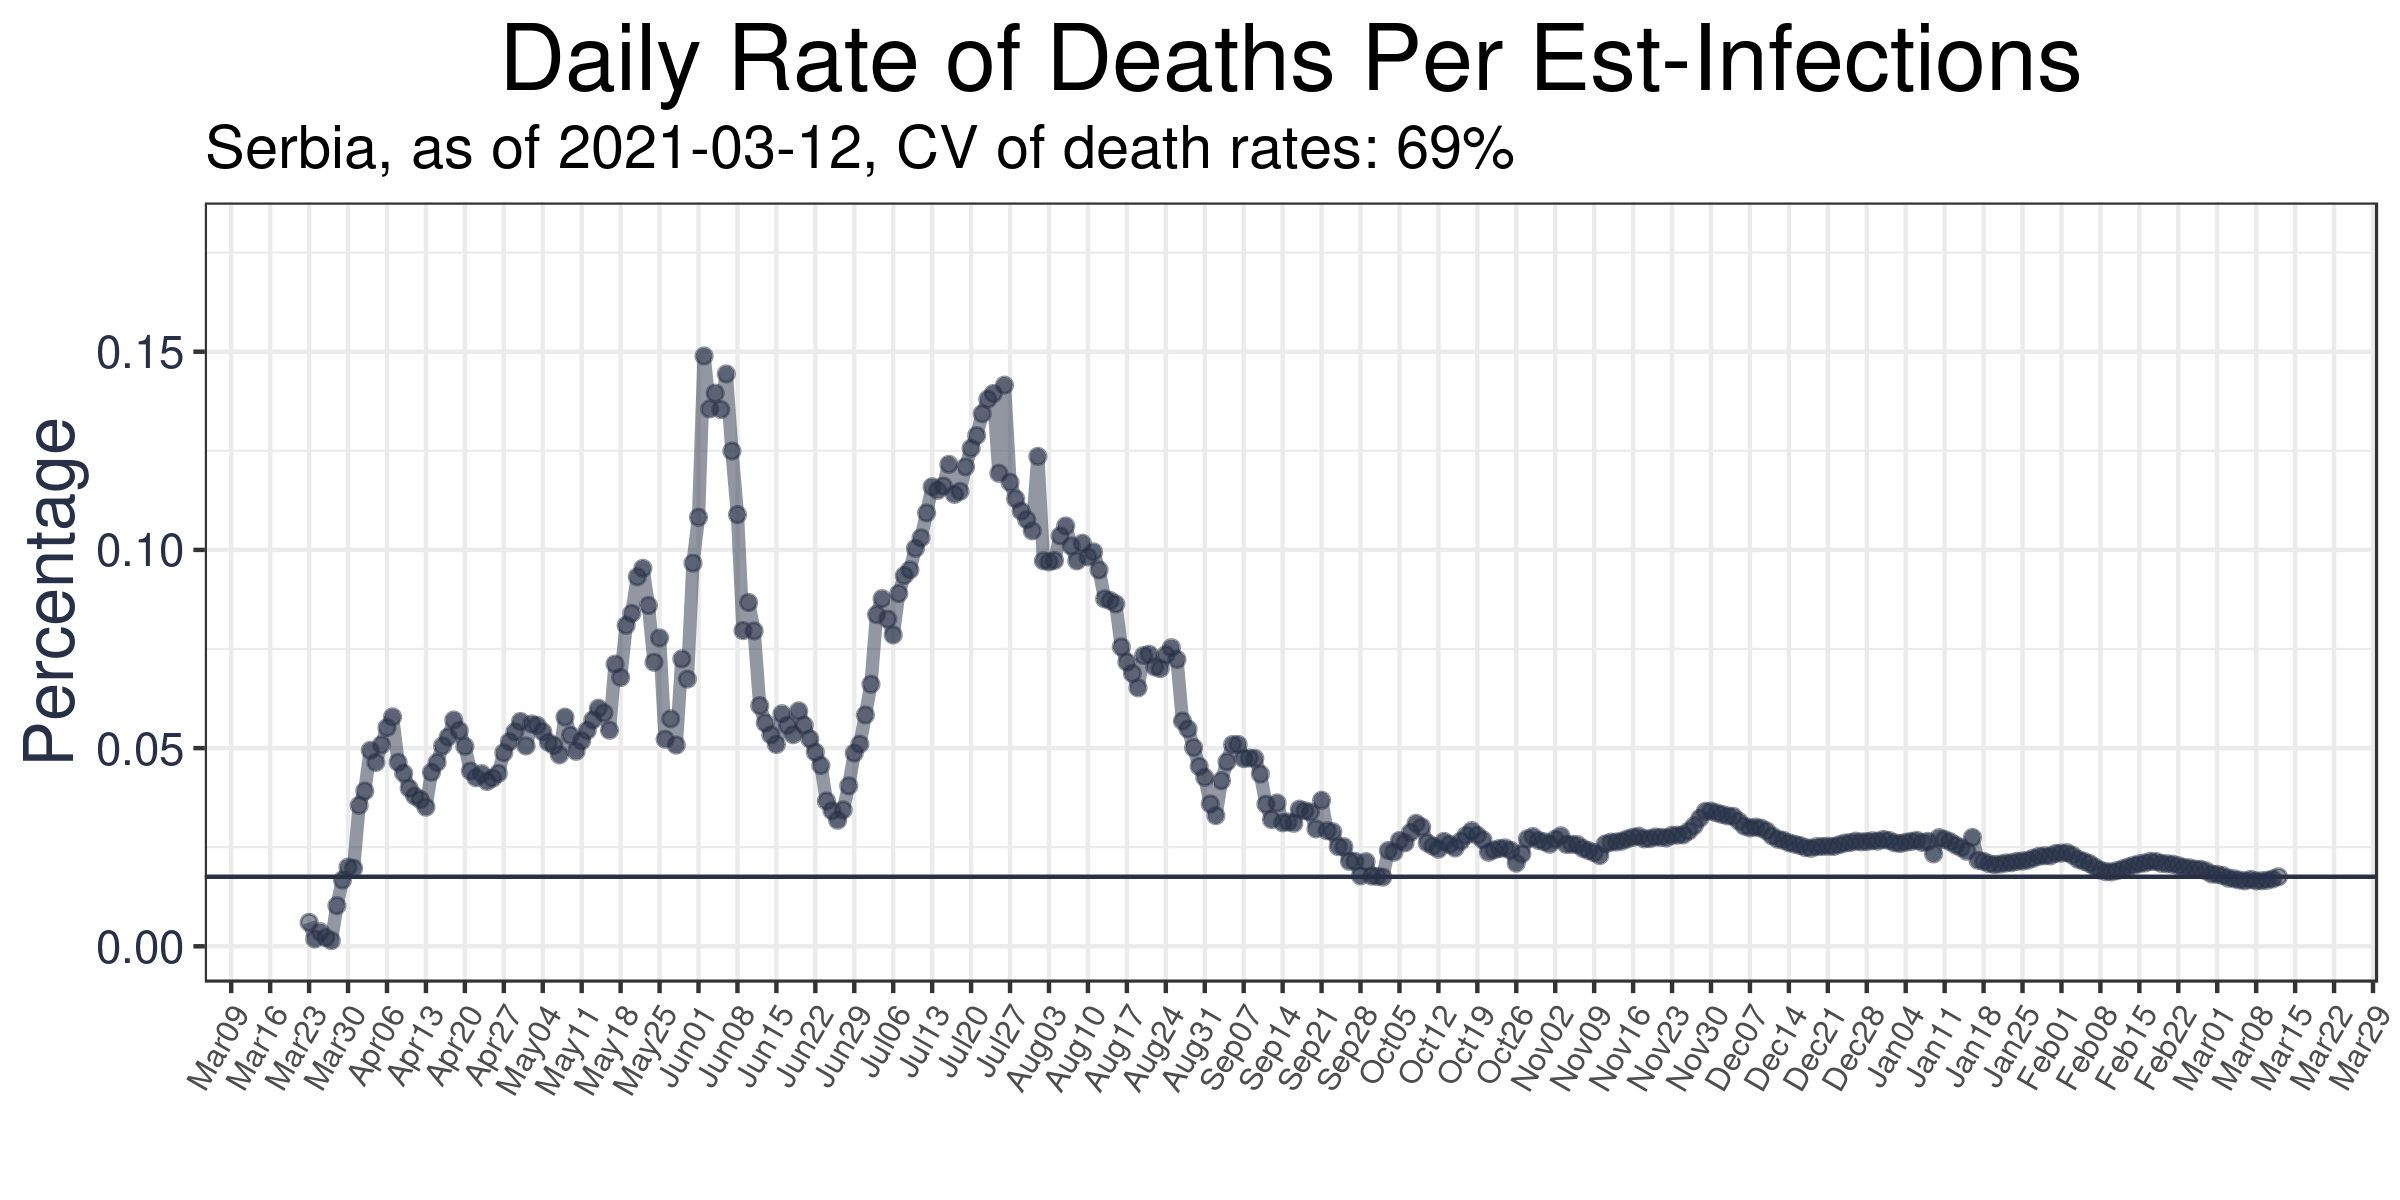 Daily Rate of Deaths Per Est-Infections
Serbia, as of 2021-03-12, CV of death rates: 69%
Percentage
0.15
0.10
0.05
0.00
Mar09
Mar16
Mar23
Mar30
Apr06
Apr13
Apr20
Apr27
May04
May11
May18
May25
Jun01
Jun08
Jun15
Jun22
Jun29
Jul06
Jul13
Jul20
Jul27
Aug03
Aug10
Aug17
Aug24
Aug31
Sep07
Sep14
Sep21
Sep28
Oct05
Oct12
Oct19
Oct26
Nov02
Nov09
Nov16
Nov23
Nov30
Dec07
Dec14
Dec21
Dec28
Jan04
Jan11
Jan18
Jan25
Feb01
Feb08
Feb15
Feb22
Mar01
Mar08
Mar15
Mar22
Mar29